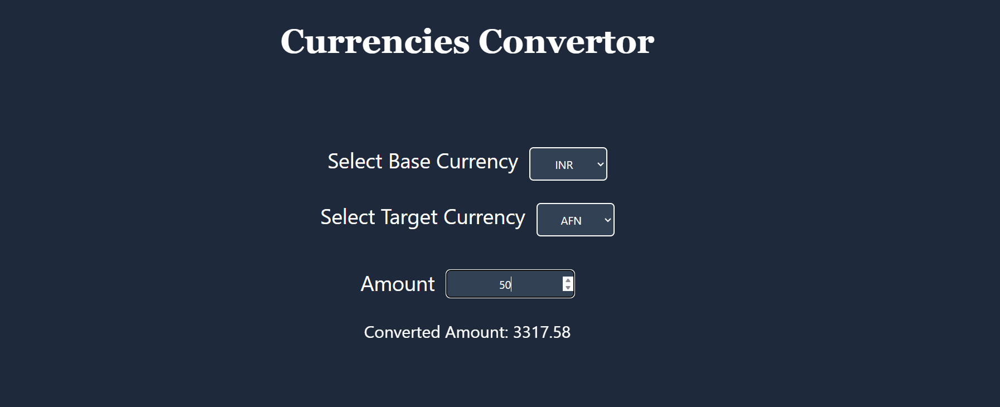 Currencies Convertor
Select Base Currency INR
Select Target Currency AFN
Amount 50
Converted Amount: 3317.58